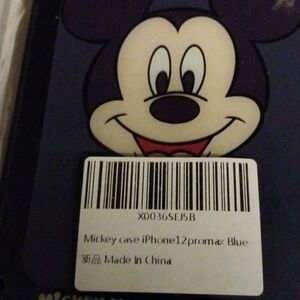 X0036SEJ5B
Mickey case iPhone12promax Blue
新品 Made In China